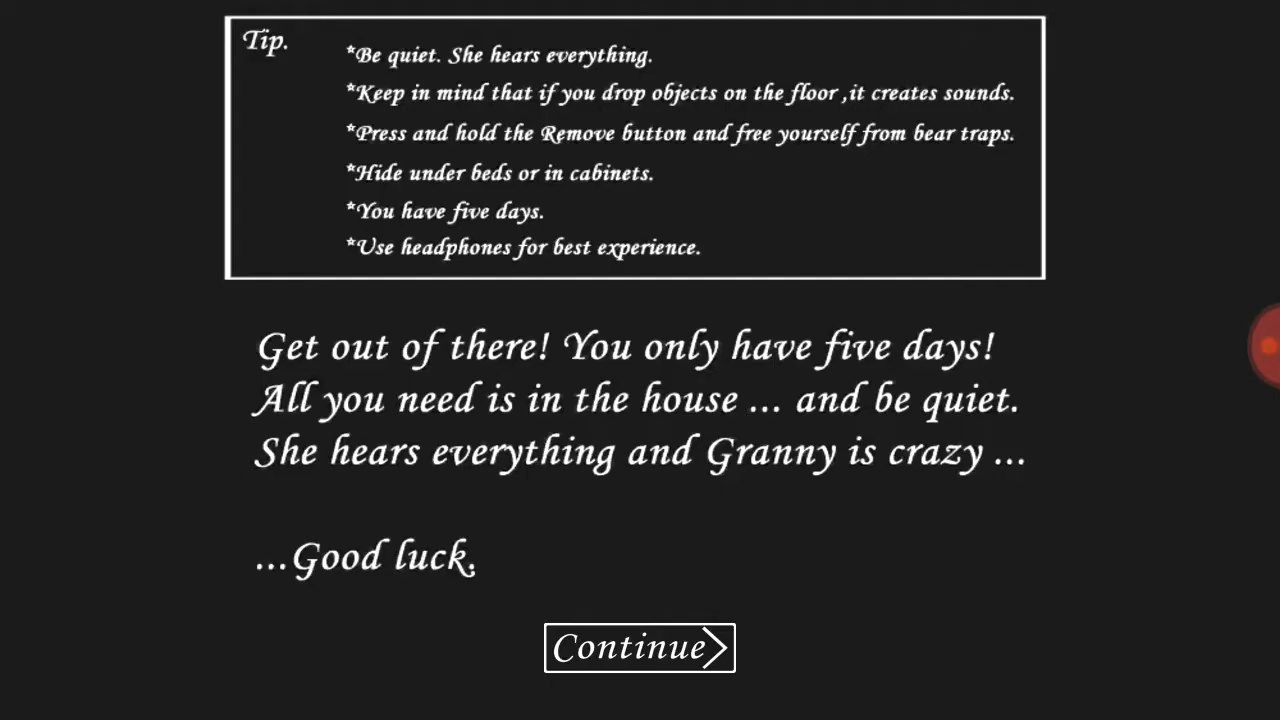 Tip.
*Be quiet. She hears everything.
*Keep in mind that if you drop objects on the floor ,it creates sounds.
*Press and hold the Remove button and free yourself from bear traps.
*Hide under beds or in cabinets.
*You have five days.
*Use headphones for best experience.
Get out of there! You only have five days!
All you need is in the house ... and be quiet.
She hears everything and Granny is crazy ...
...Good luck.
Continue